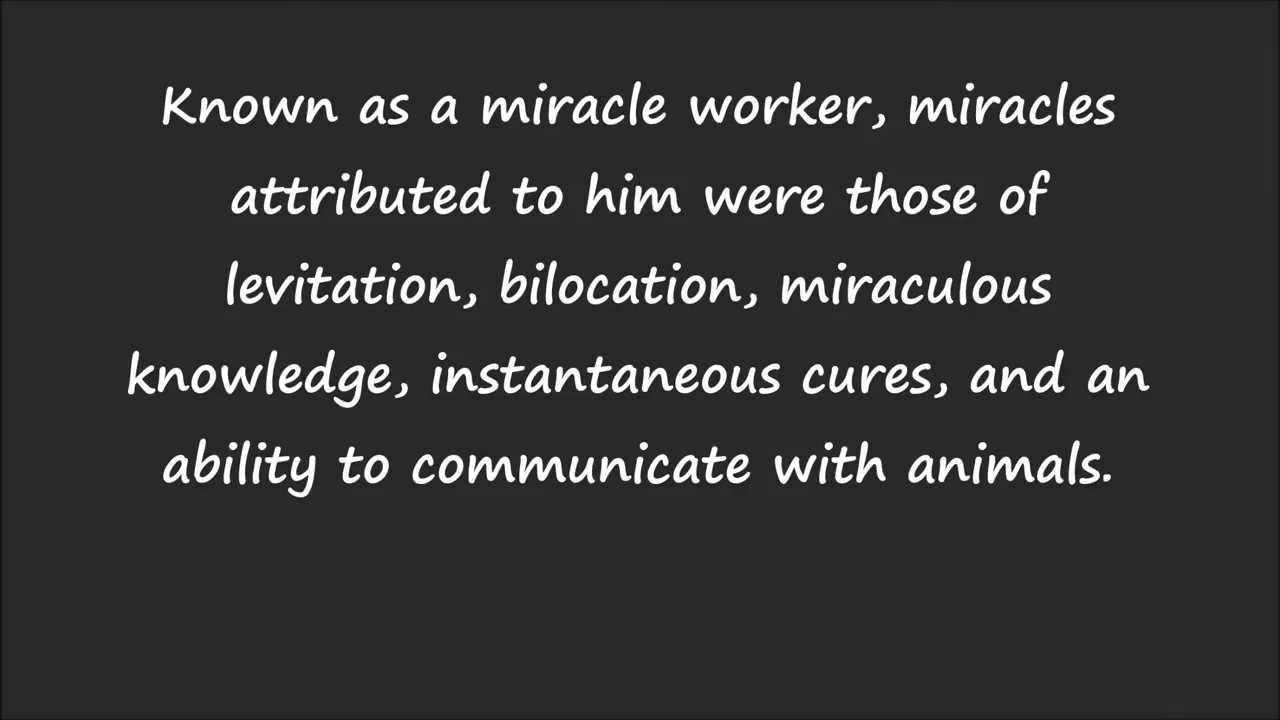 Known as a miracle worker, miracles
attributed to him were those of
levitation, bilocation, miraculous
knowledge, instantaneous cures, and an
ability to communicate with animals.